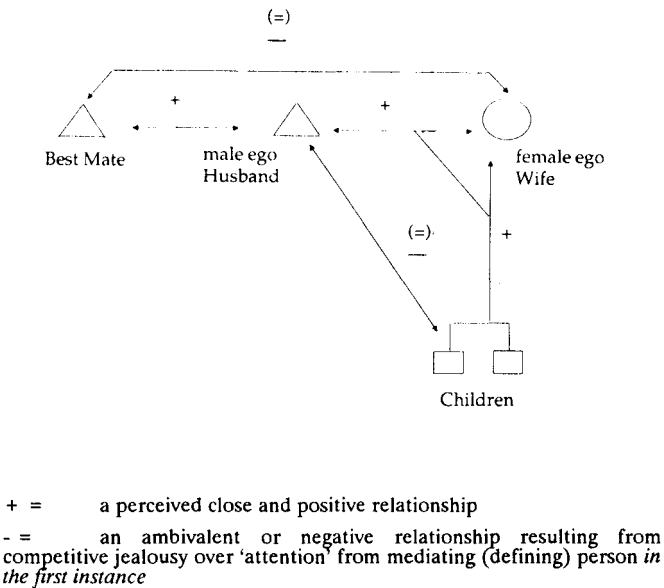 (=)
—
+
+
Best Mate
male ego
Husband
female ego
Wife
(=)
—
+
Children
+ = a perceived close and positive relationship
- = an ambivalent or negative relationship resulting from
competitive jealousy over ‘attention’ from mediating (defining) person in
the first instance